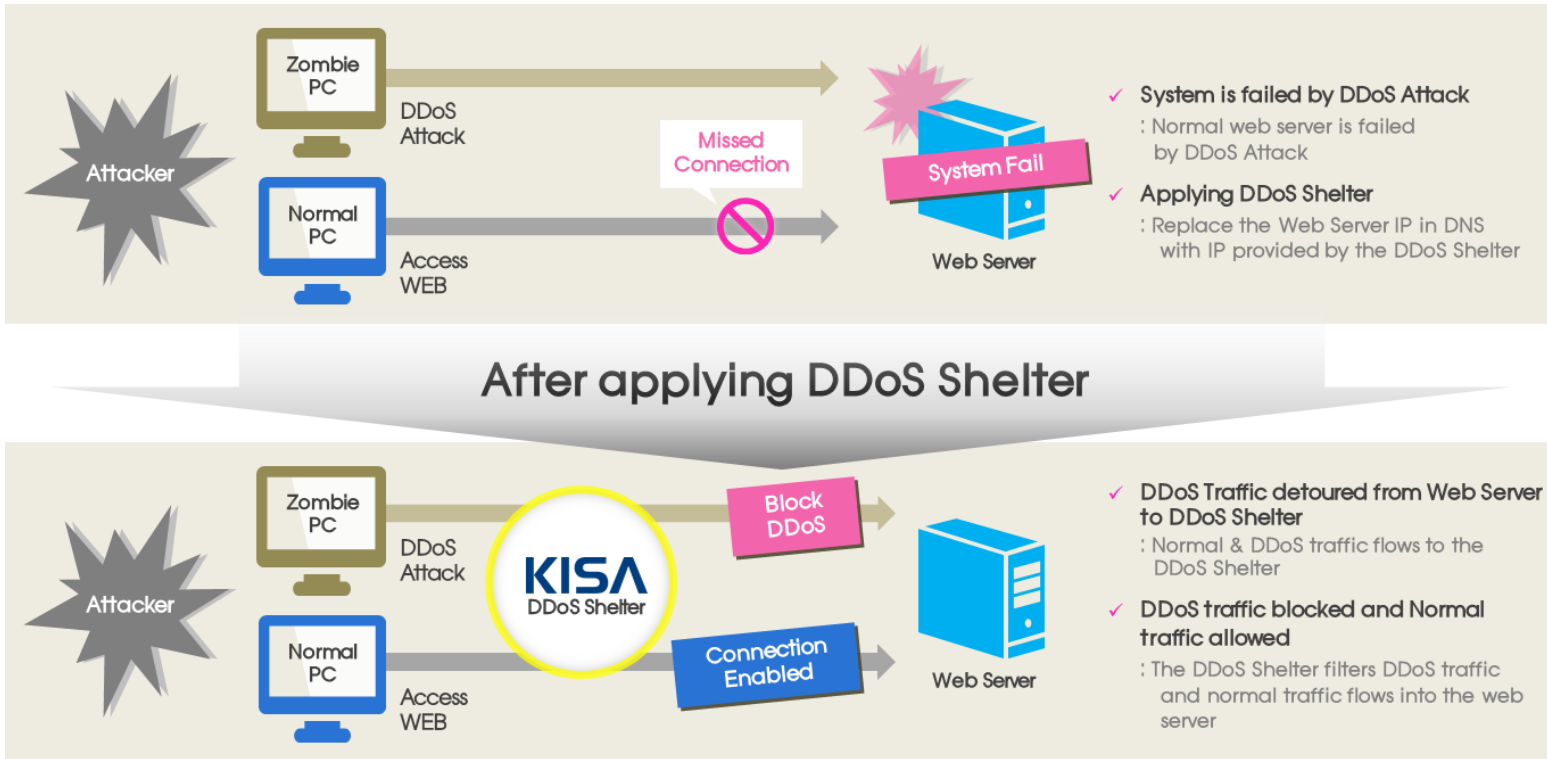 Attacker
Zombie
PC
DDoS
Attack
Normal
PC
Access
WEB
Missed
Connection
System Fail
Web Server
✓ System is failed by DDoS Attack
: Normal web server is failed
by DDoS Attack
✓ Applying DDoS Shelter
: Replace the Web Server IP in DNS
with IP provided by the DDoS Shelter
After applying DDoS Shelter
Attacker
Zombie
PC
DDoS
Attack
Normal
PC
Access
WEB
KISA
DDoS Shelter
Block
DDoS
Connection
Enabled
Web Server
✓ DDoS Traffic detoured from Web Server
to DDoS Shelter
: Normal & DDoS traffic flows to the
DDoS Shelter
✓ DDoS traffic blocked and Normal
traffic allowed
: The DDoS Shelter filters DDoS traffic
and normal traffic flows into the web
server